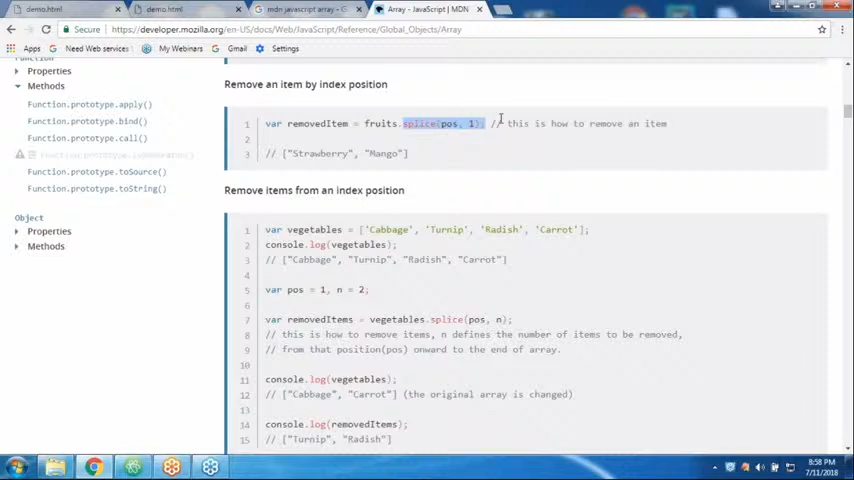 demo.html
demo.html
mdn javascript array - G
Array - JavaScript | MDN
Secure
https://developer.mozilla.org/en-US/docs/Web/JavaScript/Reference/Global_Objects/Array
Apps
Need Web services
My Webinars
Gmail
Settings
Function
Properties
Methods
Function.prototype.apply()
Function.prototype.bind()
Function.prototype.call()
Function.prototype.isGenerator()
Function.prototype.toSource()
Function.prototype.toString()
Object
Properties
Methods
Remove an item by index position
1 var removedItem = fruits.splice(pos, 1); // this is how to remove an item
2
3 // ["Strawberry", "Mango"]
Remove items from an index position
1 var vegetables = ['Cabbage', 'Turnip', 'Radish', 'Carrot'];
2 console.log(vegetables);
3 // ["Cabbage", "Turnip", "Radish", "Carrot"]
4
5 var pos = 1, n = 2;
6
7 var removedItems = vegetables.splice(pos, n);
8 // this is how to remove items, n defines the number of items to be removed,
9 // from that position(pos) onward to the end of array.
10
11 console.log(vegetables);
12 // ["Cabbage", "Carrot"] (the original array is changed)
13
14 console.log(removedItems);
15 // ["Turnip", "Radish"]
8:58 PM
7/11/2018